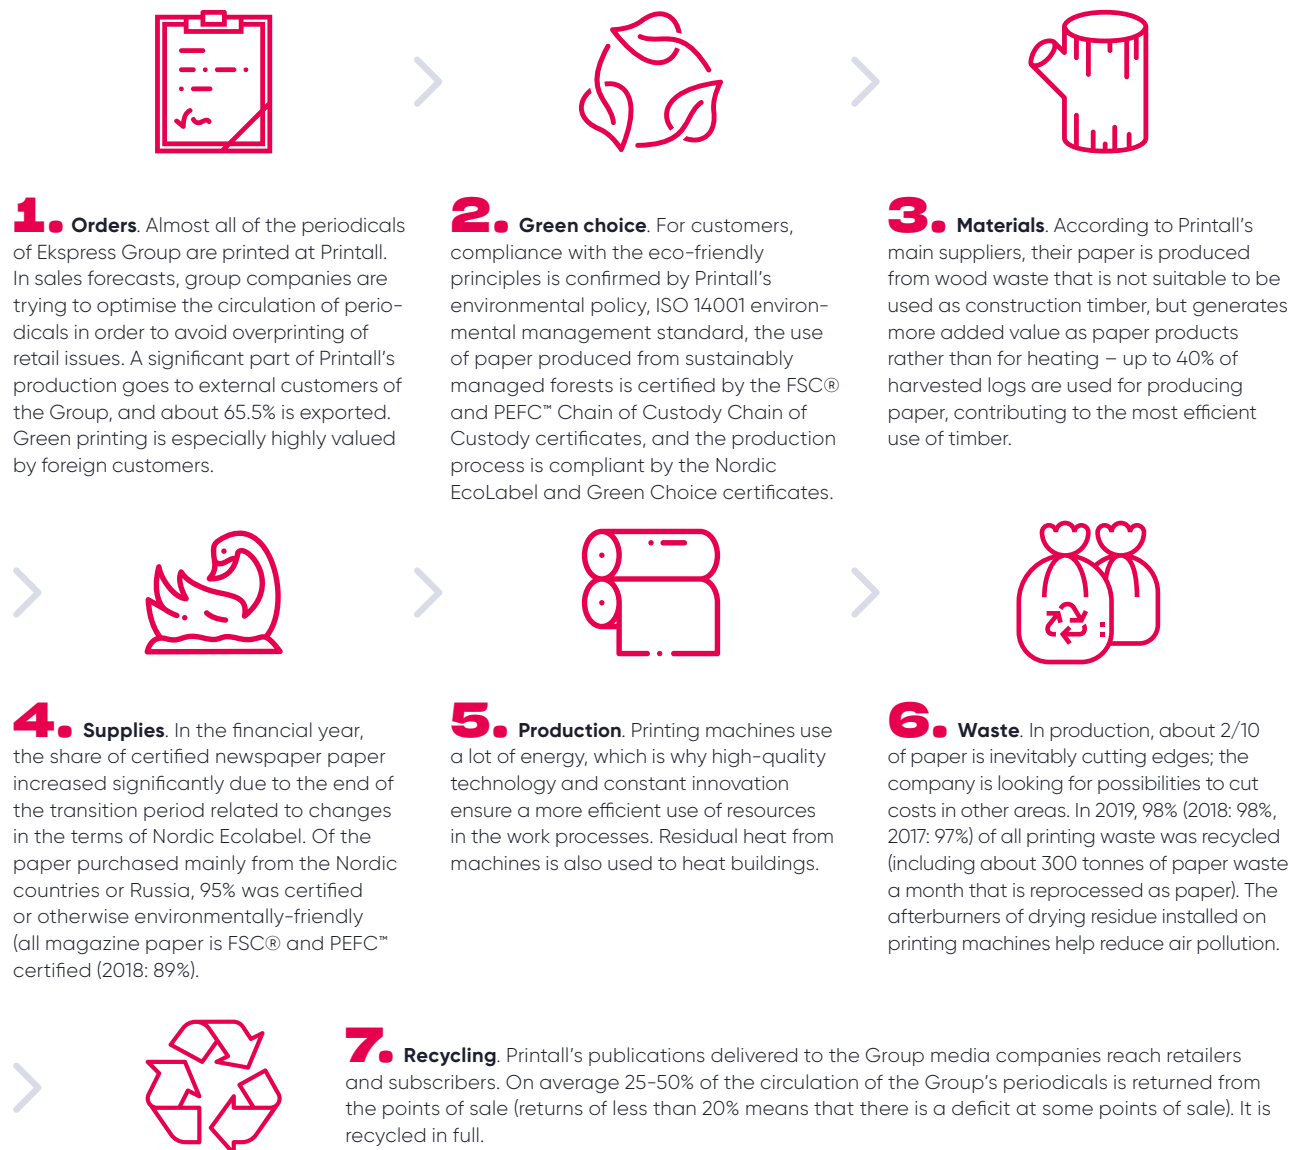 1. Orders. Almost all of the periodicals
of Ekspress Group are printed at Printall.
In sales forecasts, group companies are
trying to optimise the circulation of perio-
dicals in order to avoid overprinting of
retail issues. A significant part of Printall's
production goes to external customers of
the Group, and about 65.5% is exported.
Green printing is especially highly valued
by foreign customers.
2. Green choice. For customers,
compliance with the eco-friendly
principles is confirmed by Printall's
environmental policy, ISO 14001 environ-
mental management standard, the use
of paper produced from sustainably
managed forests is certified by the FSC®
and PEFC™ Chain of Custody Chain of
Custody certificates, and the production
process is compliant by the Nordic
EcoLabel and Green Choice certificates.
3. Materials. According to Printall's
main suppliers, their paper is produced
from wood waste that is not suitable to be
used as construction timber, but generates
more added value as paper products
rather than for heating – up to 40% of
harvested logs are used for producing
paper, contributing to the most efficient
use of timber.
4. Supplies. In the financial year,
the share of certified newspaper paper
increased significantly due to the end of
the transition period related to changes
in the terms of Nordic Ecolabel. Of the
paper purchased mainly from the Nordic
countries or Russia, 95% was certified
or otherwise environmentally-friendly
(all magazine paper is FSC® and PEFC™
certified (2018: 89%).
5. Production. Printing machines use
a lot of energy, which is why high-quality
technology and constant innovation
ensure a more efficient use of resources
in the work processes. Residual heat from
machines is also used to heat buildings.
6. Waste. In production, about 2/10
of paper is inevitably cutting edges; the
company is looking for possibilities to cut
costs in other areas. In 2019, 98% (2018: 98%,
2017: 97%) of all printing waste was recycled
(including about 300 tonnes of paper waste
a month that is reprocessed as paper). The
afterburners of drying residue installed on
printing machines help reduce air pollution.
7. Recycling. Printall's publications delivered to the Group media companies reach retailers
and subscribers. On average 25-50% of the circulation of the Group's periodicals is returned from
the points of sale (returns of less than 20% means that there is a deficit at some points of sale). It is
recycled in full.